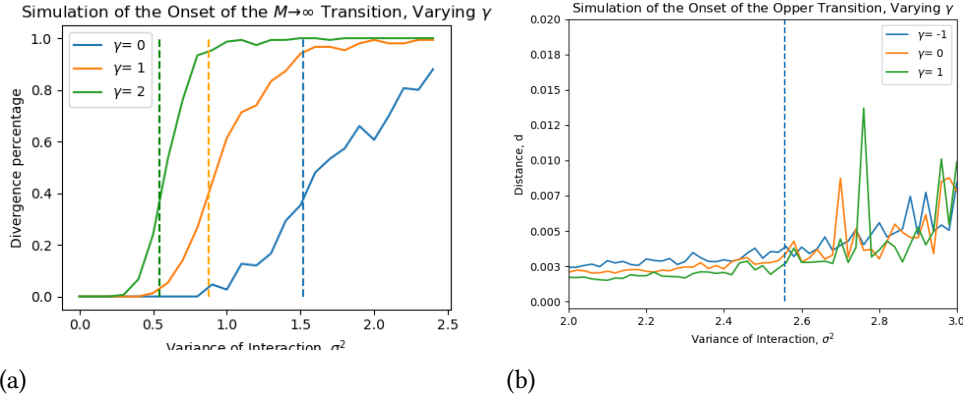 Simulation of the Onset of the M→∞ Transition, Varying γ
Divergence percentage
1.0
0.8
0.6
0.4
0.2
0.0
γ= 0
γ= 1
γ= 2
0.0 0.5 1.0 1.5 2.0 2.5
Variance of Interaction, σ²
(a)
Simulation of the Onset of the Opper Transition, Varying γ
Distance, d
0.020
0.018
0.015
0.012
0.010
0.007
0.005
0.003
0.000
γ= -1
γ= 0
γ= 1
2.0 2.2 2.4 2.6 2.8 3.0
Variance of Interaction, σ²
(b)